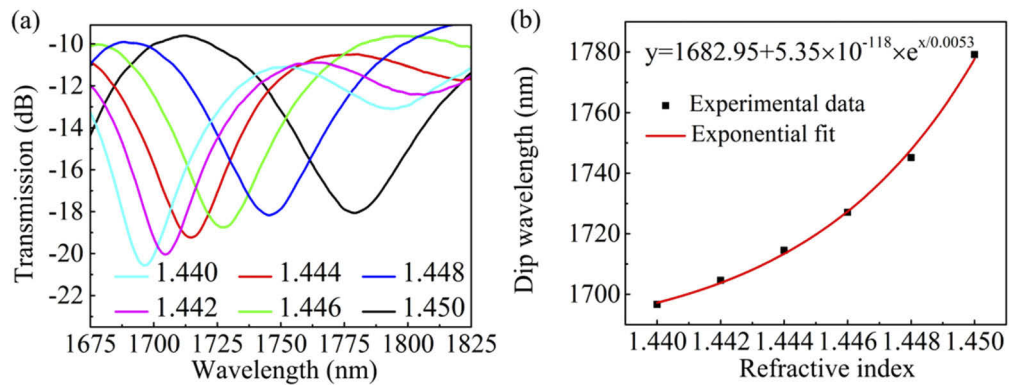 (a)
Transmission (dB)
-10
-12
-14
-16
-18
-20
-22
1.440
1.444
1.448
1.442
1.446
1.450
1675 1700 1725 1750 1775 1800 1825
Wavelength (nm)
(b)
Dip wavelength (nm)
1780
1760
1740
1720
1700
y=1682.95+5.35×10⁻¹¹⁸×eˣ/⁰·⁰⁰⁵³
Experimental data
Exponential fit
1.440 1.442 1.444 1.446 1.448 1.450
Refractive index